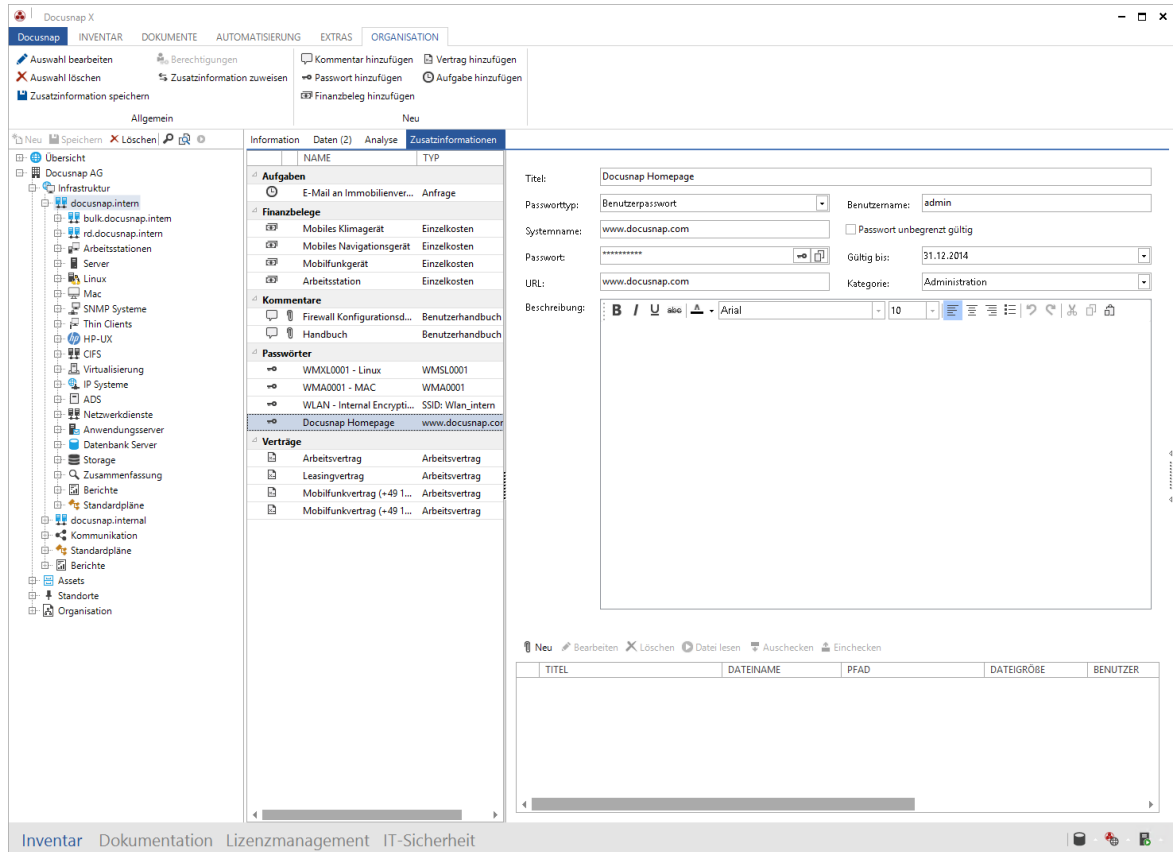 Docusnap X
Docusnap INVENTAR DOKUMENTE AUTOMATISIERUNG EXTRAS ORGANISATION
Auswahl bearbeiten Berechtigungen Kommentar hinzufügen Vertrag hinzufügen
Auswahl löschen Zusatzinformation zuweisen Passwort hinzufügen Aufgabe hinzufügen
Zusatzinformation speichern Finanzbeleg hinzufügen
Allgemein Neu
Neu Speichern Löschen
Übersicht
Docusnap AG
Infrastruktur
docusnap.intern
bulk.docusnap.intern
rd.docusnap.intern
Arbeitsstationen
Server
Linux
Mac
SNMP Systeme
Thin Clients
HP-UX
CIFS
Virtualisierung
IP Systeme
ADS
Netzwerkdienste
Anwendungsserver
Datenbank Server
Storage
Zusammenfassung
Berichte
Standardpläne
docusnap.internal
Kommunikation
Standardpläne
Berichte
Assets
Standorte
Organisation
Information Daten (2) Analyse Zusatzinformationen
NAME TYP
Aufgaben
E-Mail an Immobilienver... Anfrage
Finanzbelege
Mobiles Klimagerät Einzelkosten
Mobiles Navigationsgerät Einzelkosten
Mobilfunkgerät Einzelkosten
Arbeitsstation Einzelkosten
Kommentare
Firewall Konfigurationsd... Benutzerhandbuch
Handbuch Benutzerhandbuch
Passwörter
WMXL0001 - Linux WMSL0001
WMA0001 - MAC WMA0001
WLAN - Internal Encrypti... SSID: Wlan_intern
Docusnap Homepage www.docusnap.com
Verträge
Arbeitsvertrag Arbeitsvertrag
Leasingvertrag Arbeitsvertrag
Mobilfunkvertrag (+49 1... Arbeitsvertrag
Mobilfunkvertrag (+49 1... Arbeitsvertrag
Titel: Docusnap Homepage
Passworttyp: Benutzerpasswort Benutzername: admin
Systemname: www.docusnap.com Passwort unbegrenzt gültig
Passwort: ********** Gültig bis: 31.12.2014
URL: www.docusnap.com Kategorie: Administration
Beschreibung: B I U abc A Arial 10
Neu Bearbeiten Löschen Datei lesen Auschecken Einchecken
TITEL DATEINAME PFAD DATEIGRÖßE BENUTZER
Inventar Dokumentation Lizenzmanagement IT-Sicherheit